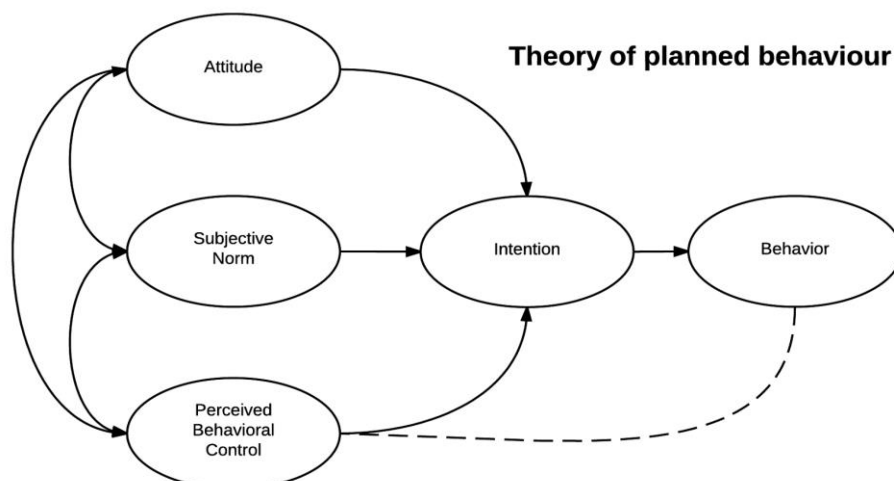 Theory of planned behaviour
Attitude
Subjective
Norm
Intention
Behavior
Perceived
Behavioral
Control